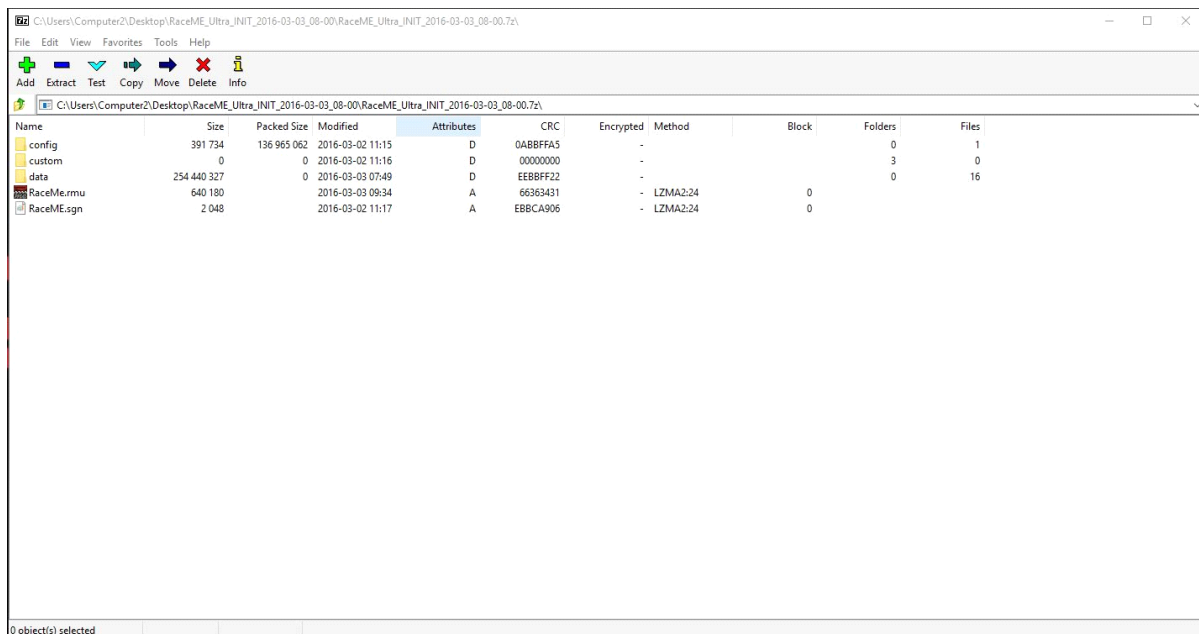 C:\Users\Computer2\Desktop\RaceME_Ultra_INIT_2016-03-03_08-00\RaceME_Ultra_INIT_2016-03-03_08-00.7z\
File Edit View Favorites Tools Help
Add Extract Test Copy Move Delete Info
C:\Users\Computer2\Desktop\RaceME_Ultra_INIT_2016-03-03_08-00\RaceME_Ultra_INIT_2016-03-03_08-00.7z\
Name Size Packed Size Modified Attributes CRC Encrypted Method Block Folders Files
config 391 734 136 965 062 2016-03-02 11:15 D 0ABBFFA5 - 0 1
custom 0 0 2016-03-02 11:16 D 00000000 - 3 0
data 254 440 327 0 2016-03-03 07:49 D EEBBFF22 - 0 16
RaceMe.rmu 640 180 2016-03-03 09:34 A 66363431 - LZMA2:24 0
RaceME.sgn 2 048 2016-03-02 11:17 A EBBCA906 - LZMA2:24 0
0 object(s) selected